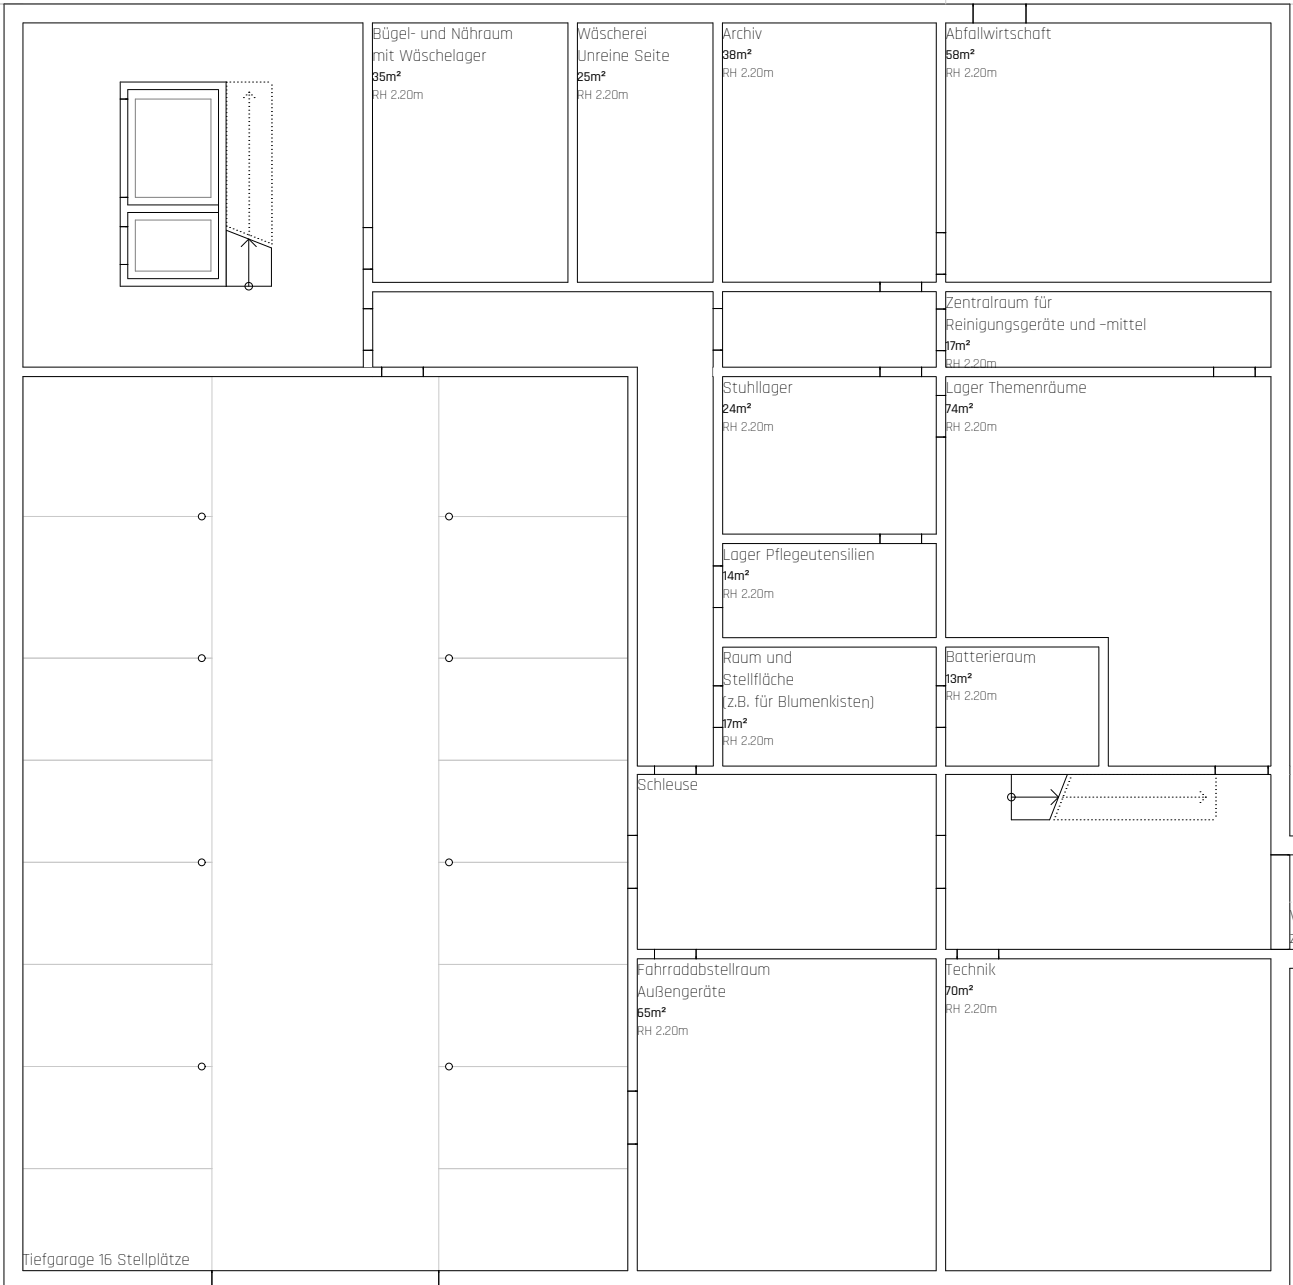 Bügel- und Nähraum
mit Wäschelager
35m²
RH 2.20m
Wäscherei
Unreine Seite
25m²
RH 2.20m
Archiv
38m²
RH 2.20m
Abfallwirtschaft
58m²
RH 2.20m
Zentralraum für
Reinigungsgeräte und -mittel
17m²
RH 2.20m
Stuhllager
24m²
RH 2.20m
Lager Themenräume
74m²
RH 2.20m
Lager Pflegeutensilien
14m²
RH 2.20m
Raum und
Stellfläche
(z.B. für Blumenkisten)
17m²
RH 2.20m
Batterieraum
13m²
RH 2.20m
Schleuse
Fahrradabstellraum
Außengeräte
65m²
RH 2.20m
Technik
70m²
RH 2.20m
Tiefgarage 16 Stellplätze